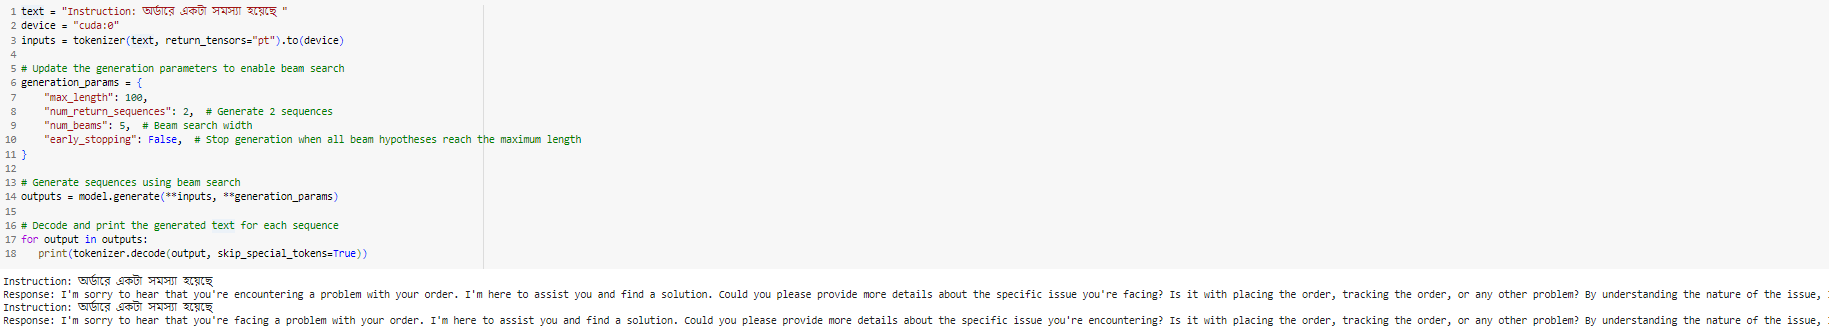 1 text = "Instruction: অর্ডারে একটা সমস্যা হয়েছে "
2 device = "cuda:0"
3 inputs = tokenizer(text, return_tensors="pt").to(device)
4
5 # Update the generation parameters to enable beam search
6 generation_params = {
7     "max_length": 100,
8     "num_return_sequences": 2,  # Generate 2 sequences
9     "num_beams": 5,  # Beam search width
10     "early_stopping": False,  # Stop generation when all beam hypotheses reach the maximum length
11 }
12
13 # Generate sequences using beam search
14 outputs = model.generate(**inputs, **generation_params)
15
16 # Decode and print the generated text for each sequence
17 for output in outputs:
18    print(tokenizer.decode(output, skip_special_tokens=True))
Instruction: অর্ডারে একটা সমস্যা হয়েছে
Response: I'm sorry to hear that you're encountering a problem with your order. I'm here to assist you and find a solution. Could you please provide more details about the specific issue you're facing? Is it with placing the order, tracking the order, or any other problem? By understanding the nature of the issue,
Instruction: অর্ডারে একটা সমস্যা হয়েছে
Response: I'm sorry to hear that you're facing a problem with your order. I'm here to assist you and find a solution. Could you please provide more details about the specific issue you're encountering? Is it with placing the order, tracking the order, or any other problem? By understanding the nature of the issue,